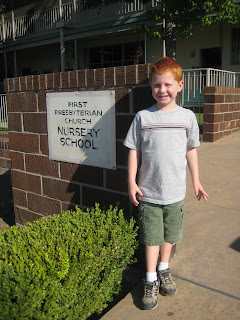 FIRST
PRESBYTERIAN
CHURCH
NURSERY
SCHOOL